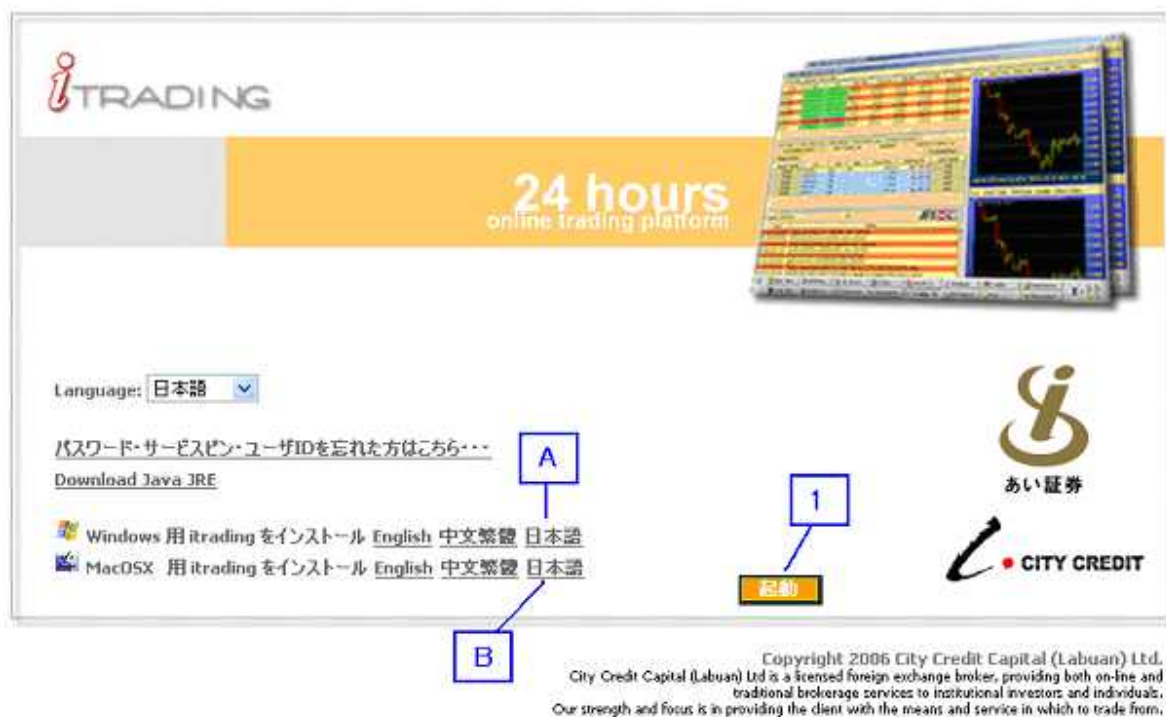 iTRADING
24 hours
online trading platform
Language: 日本語
パスワード・サービスピン・ユーザIDを忘れた方はこちら・・・
A
Download Java JRE
1
あい証券
Windows 用 itrading をインストール English 中文繁體 日本語
MacOSX 用 itrading をインストール English 中文繁體 日本語
CITY CREDIT
起動
B
Copyright 2006 City Credit Capital (Labuan) Ltd.
City Credit Capital (Labuan) Ltd is a licensed foreign exchange broker, providing both on-line and
traditional brokerage services to institutional investors and individuals.
Our strength and focus is in providing the client with the means and service in which to trade from.